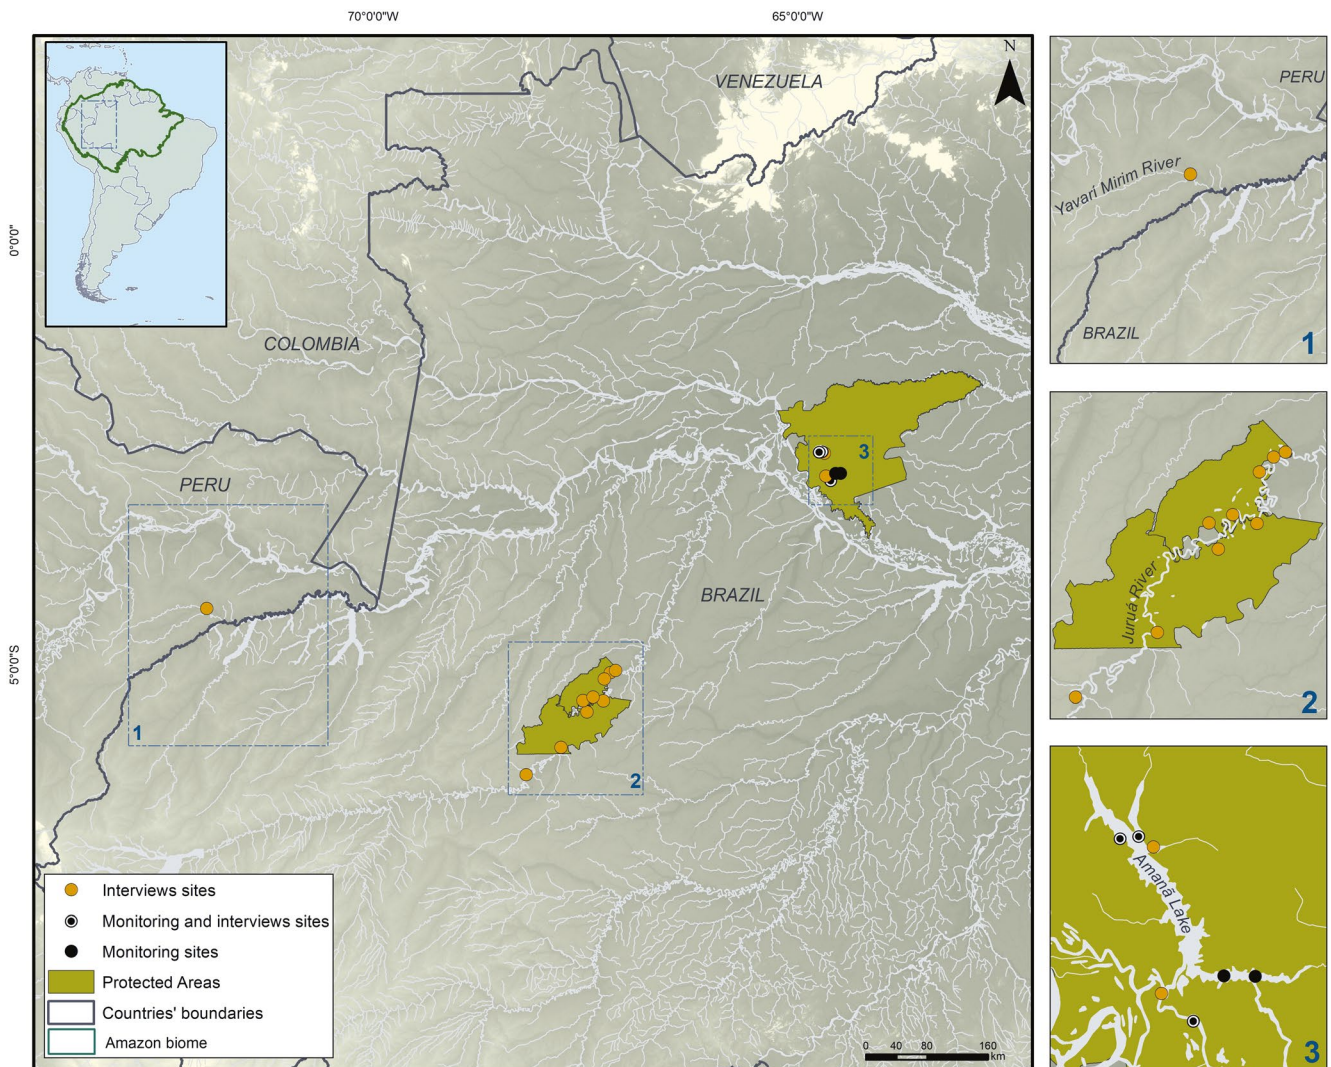 70°0'0"W
65°0'0"W
0°0'0"
5°0'0"S
N
VENEZUELA
COLOMBIA
PERU
BRAZIL
1
2
3
Interviews sites
Monitoring and interviews sites
Monitoring sites
Protected Areas
Countries' boundaries
Amazon biome
0 40 80 160
km
PERU
Yavari Mirim River
BRAZIL
1
Juruá River
2
Amanã Lake
3